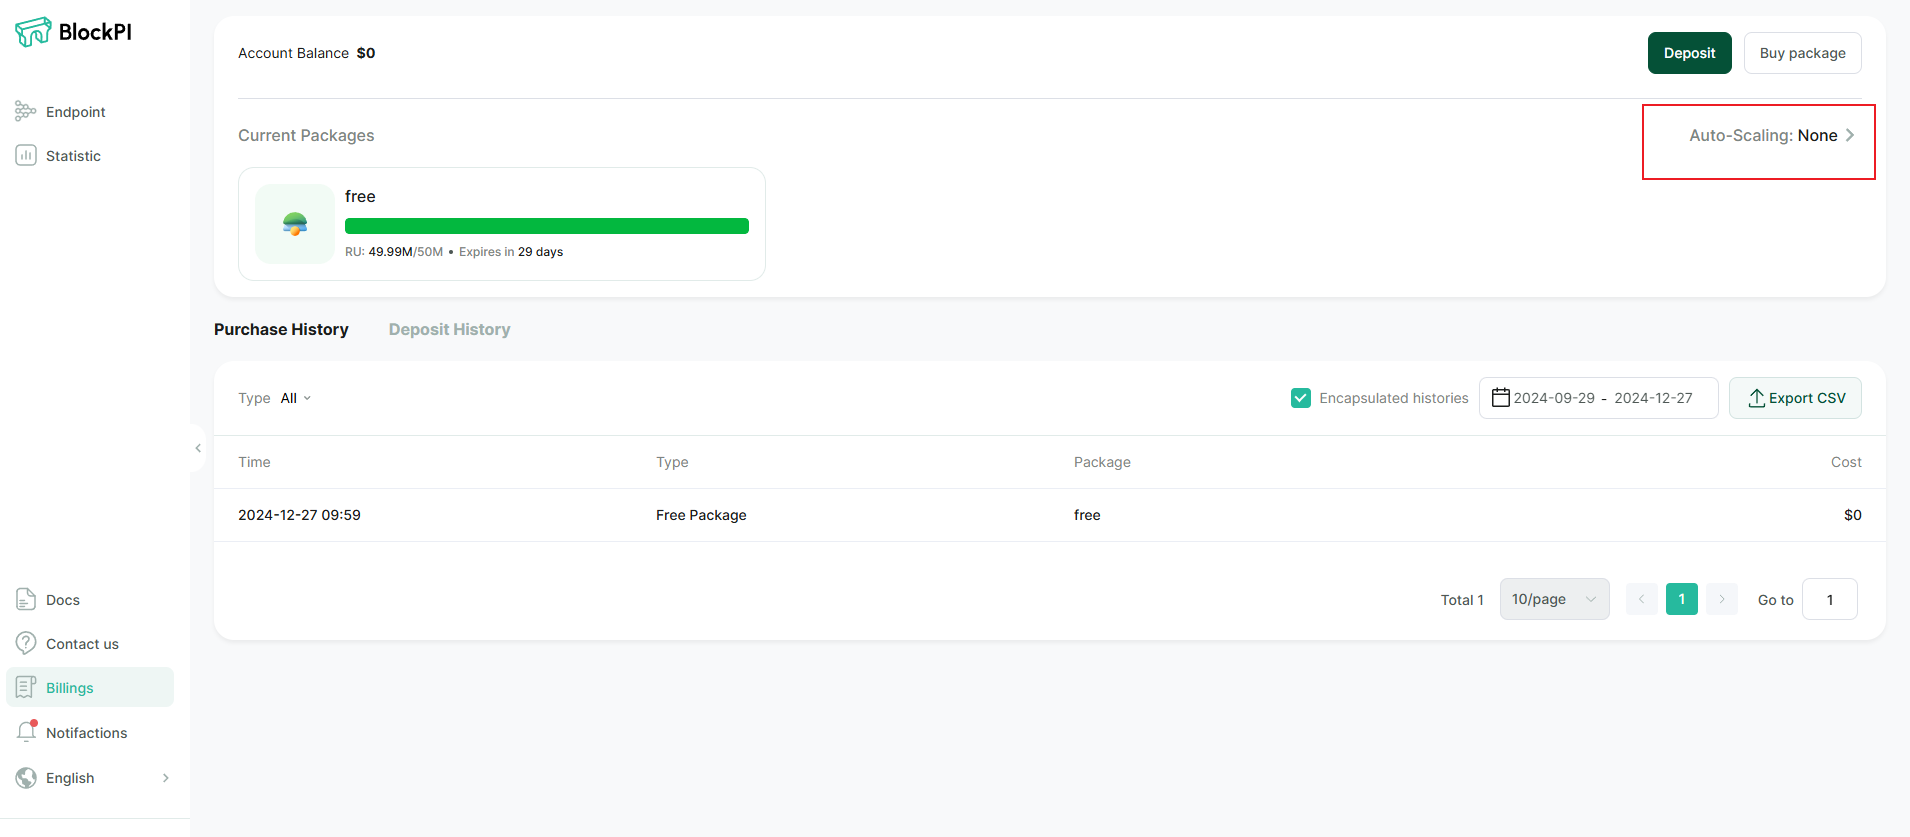 BlockPI
Endpoint
Statistic
Docs
Contact us
Billings
Notifactions
English
Account Balance $0
Deposit
Buy package
Current Packages
Auto-Scaling: None
free
RU: 49.99M/50M • Expires in 29 days
Purchase History Deposit History
Type All
Encapsulated histories
2024-09-29 - 2024-12-27
Export CSV
Time Type Package Cost
2024-12-27 09:59 Free Package free $0
Total 1 10/page 1 Go to 1